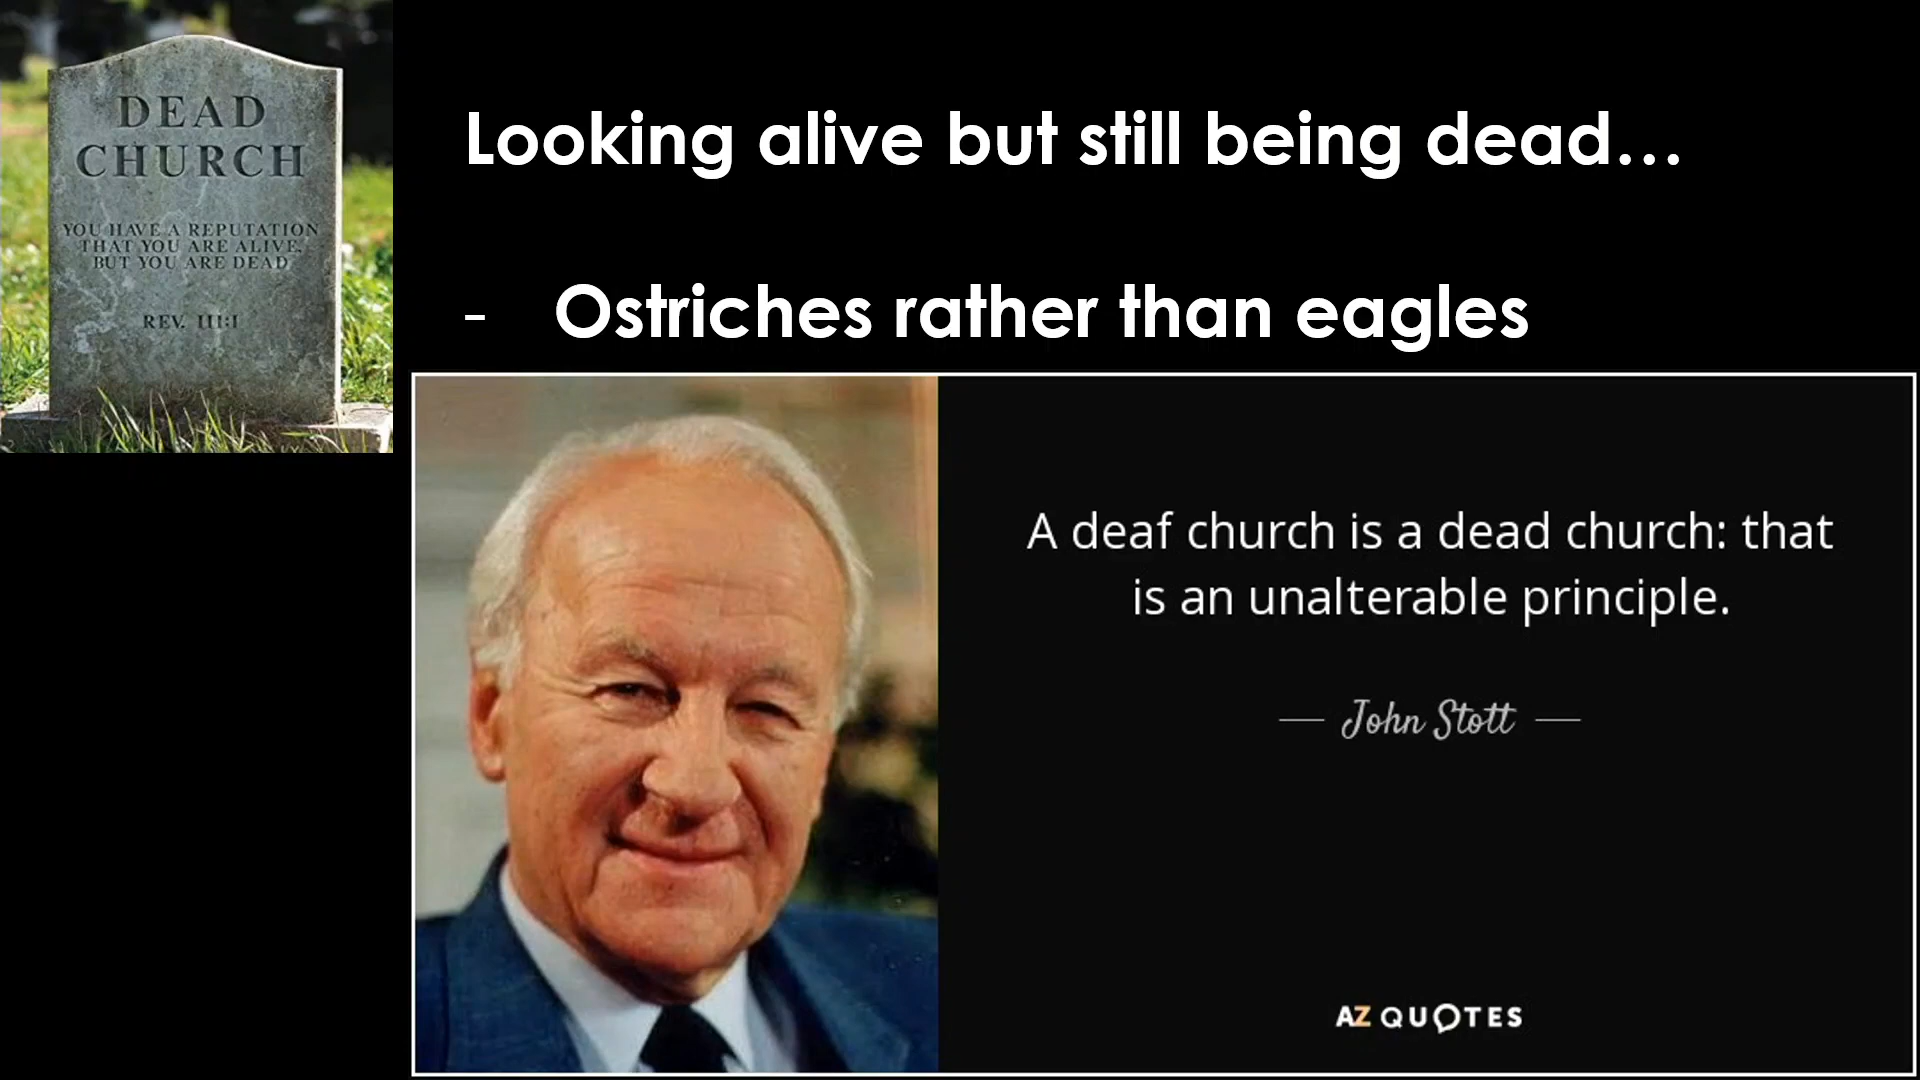 DEAD
CHURCH
YOU HAVE A REPUTATION
THAT YOU ARE ALIVE,
BUT YOU ARE DEAD
REV. III:I
Looking alive but still being dead…
- Ostriches rather than eagles
A deaf church is a dead church: that
is an unalterable principle.
— John Stott —
AZ QUOTES